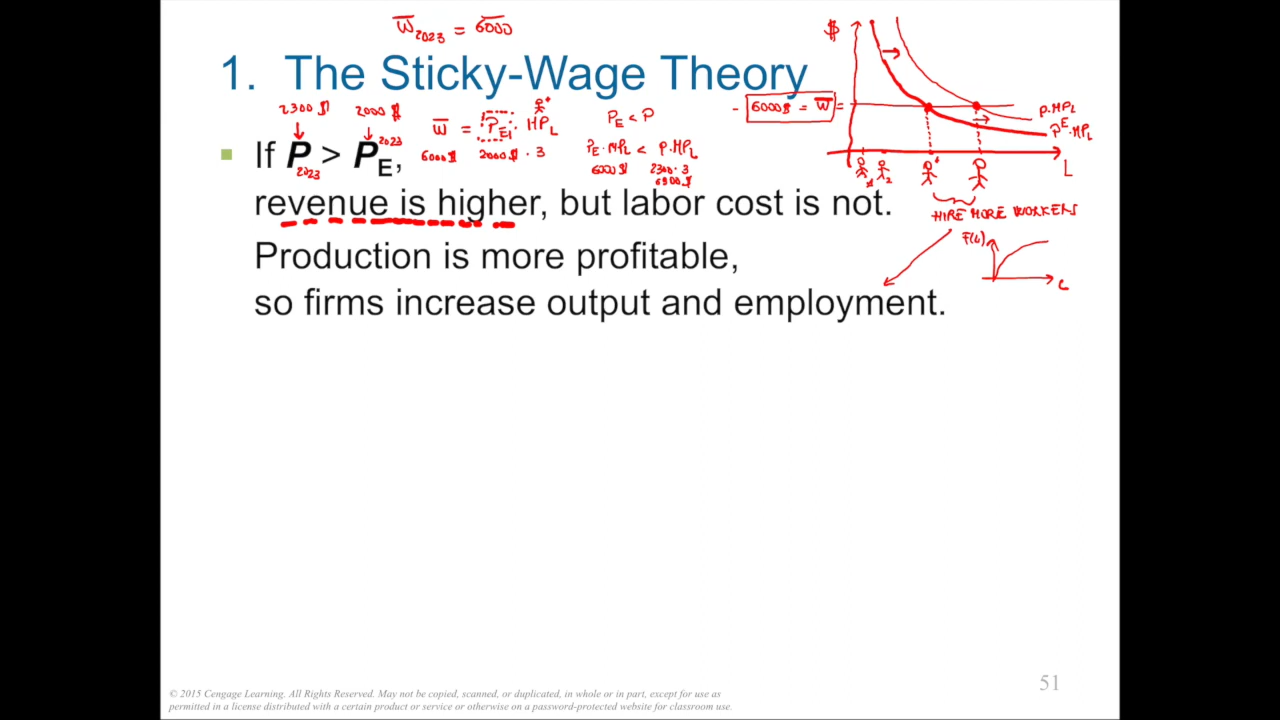 W̅2023 = 6000
1. The Sticky-Wage Theory
2300 $ 2000 $
W̅ = PE MPL
6000$ 2000$ · 3
PE < P
PE · MPL < P · MPL
6000$ 2300 · 3
6900$
If P > PE,
2023 2023
revenue is higher, but labor cost is not.
Production is more profitable,
so firms increase output and employment.
$
6000$ = W̅ =
P·MPL
PE·MPL
L
1 2
HIRE MORE WORKERS
F(L)
L
51
© 2015 Cengage Learning. All Rights Reserved. May not be copied, scanned, or duplicated, in whole or in part, except for use as
permitted in a license distributed with a certain product or service or otherwise on a password-protected website for classroom use.